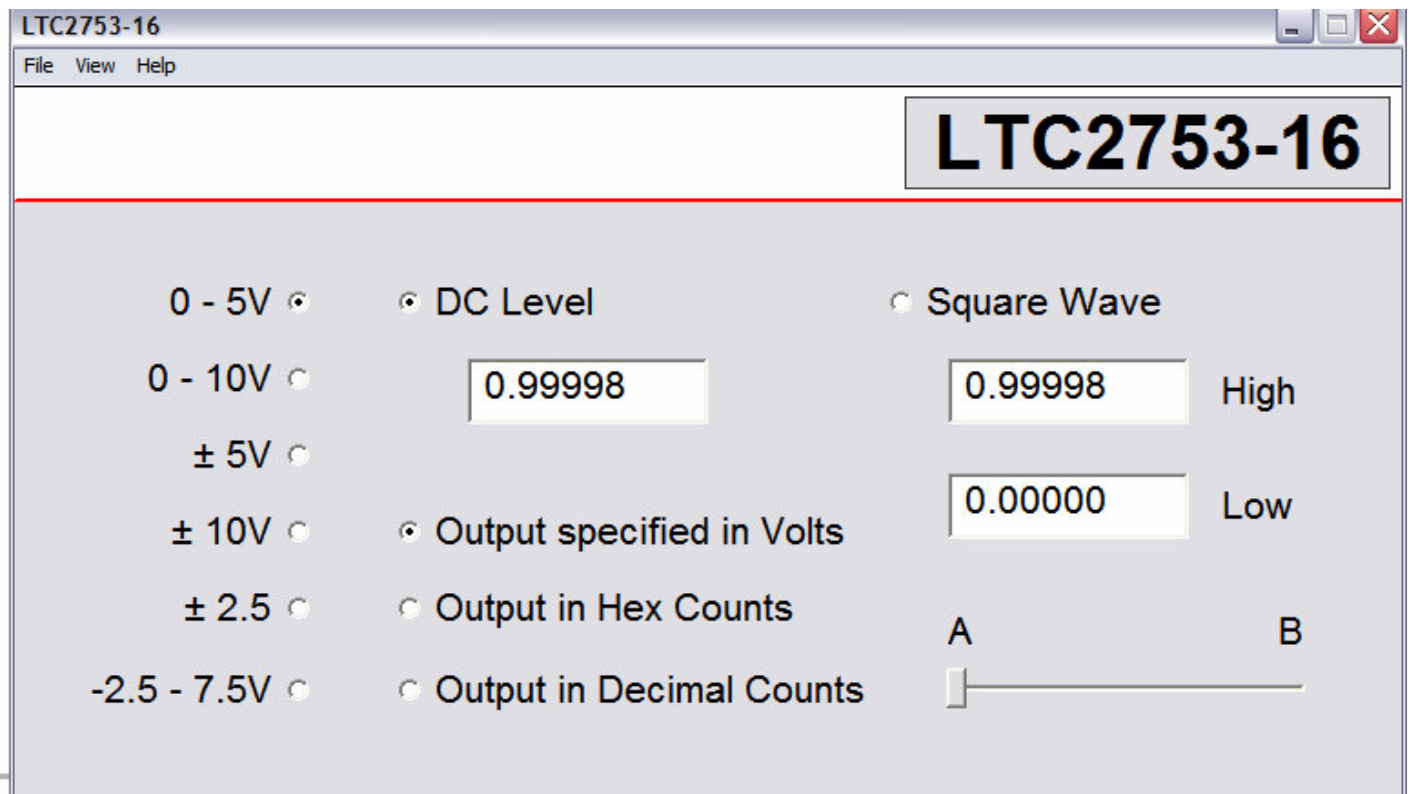 LTC2753-16
File View Help
LTC2753-16
0 - 5V DC Level Square Wave
0 - 10V 0.99998 0.99998 High
± 5V
0.00000 Low
± 10V Output specified in Volts
± 2.5 Output in Hex Counts
A B
-2.5 - 7.5V Output in Decimal Counts